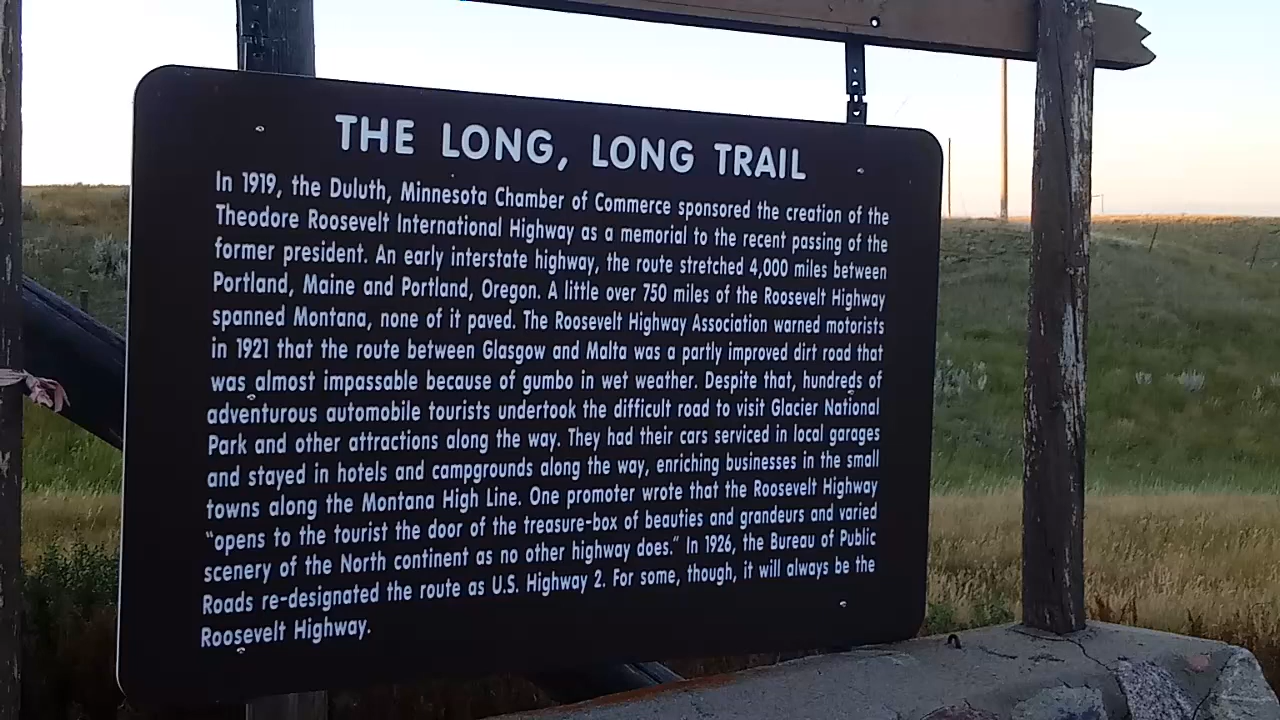 THE LONG, LONG TRAIL
In 1919, the Duluth, Minnesota Chamber of Commerce sponsored the creation of the
Theodore Roosevelt International Highway as a memorial to the recent passing of the
former president. An early interstate highway, the route stretched 4,000 miles between
Portland, Maine and Portland, Oregon. A little over 750 miles of the Roosevelt Highway
spanned Montana, none of it paved. The Roosevelt Highway Association warned motorists
in 1921 that the route between Glasgow and Malta was a partly improved dirt road that
was almost impassable because of gumbo in wet weather. Despite that, hundreds of
adventurous automobile tourists undertook the difficult road to visit Glacier National
Park and other attractions along the way. They had their cars serviced in local garages
and stayed in hotels and campgrounds along the way, enriching businesses in the small
towns along the Montana High Line. One promoter wrote that the Roosevelt Highway
“opens to the tourist the door of the treasure-box of beauties and grandeurs and varied
scenery of the North continent as no other highway does.” In 1926, the Bureau of Public
Roads re-designated the route as U.S. Highway 2. For some, though, it will always be the
Roosevelt Highway.